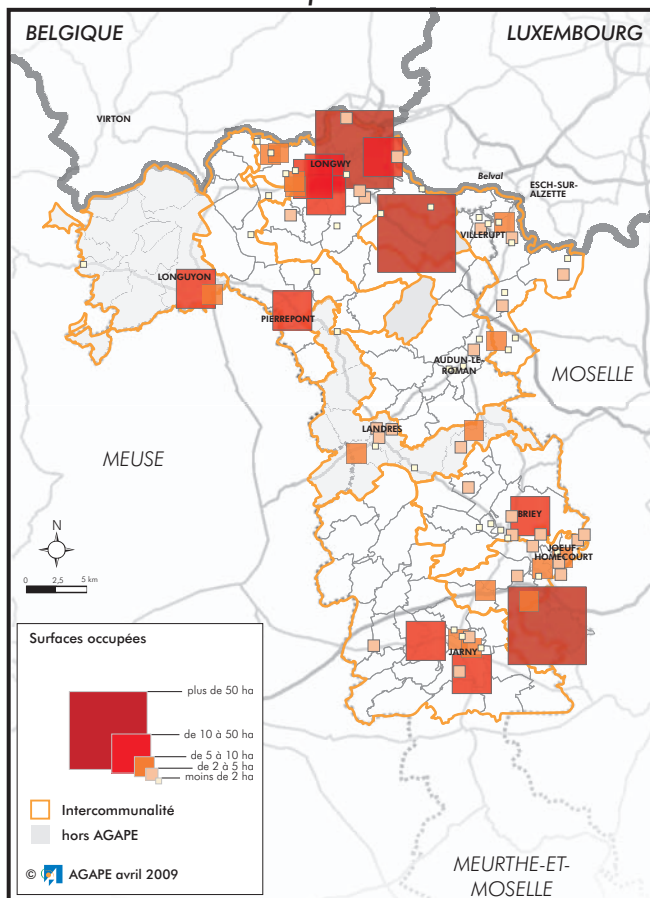 BELGIQUE
LUXEMBOURG
VIRTON
LONGWY
Belval
ESCH-SUR-
ALZETTE
VILLERUPT
LONGUYON
PIERREPONT
AUDUN-LE-
ROMAN
MOSELLE
LANDRES
MEUSE
BRIEY
JOEUF-
HOMECOURT
N
0 2,5 5 km
JARNY
Surfaces occupées
plus de 50 ha
de 10 à 50 ha
de 5 à 10 ha
de 2 à 5 ha
moins de 2 ha
Intercommunalité
hors AGAPE
© AGAPE avril 2009
MEURTHE-ET-
MOSELLE